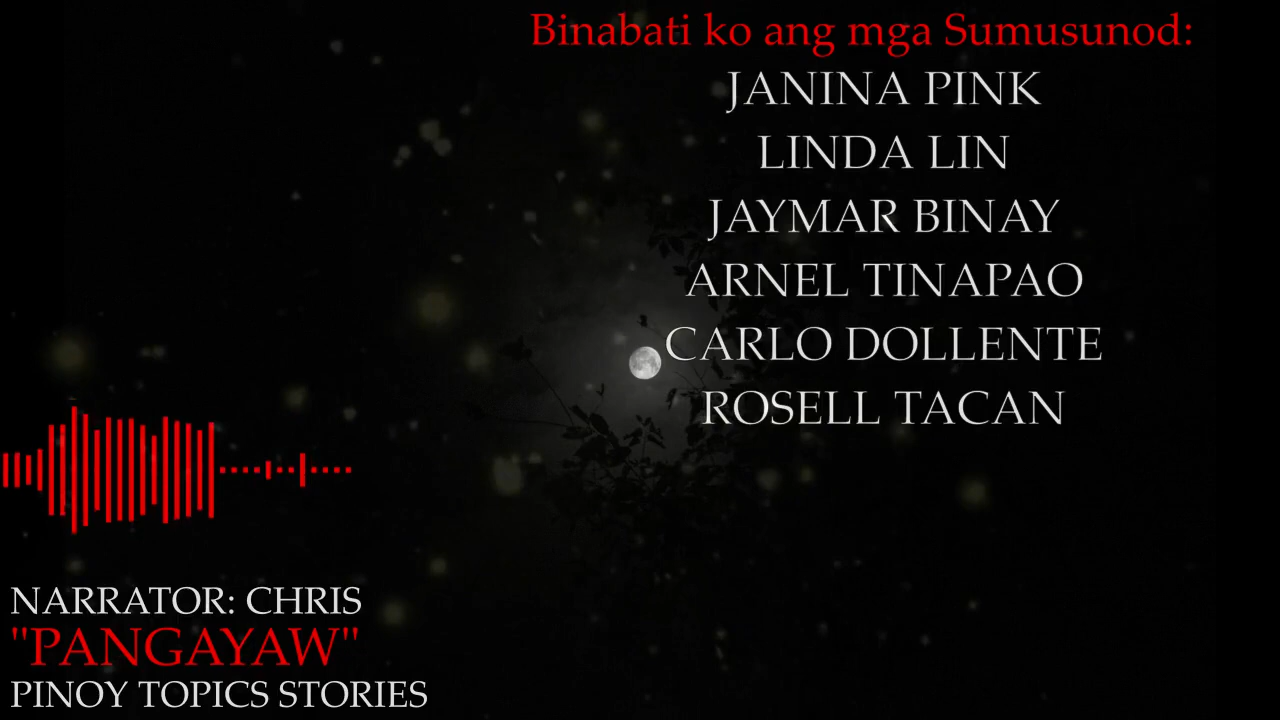 Binabati ko ang mga Sumusunod:
JANINA PINK
LINDA LIN
JAYMAR BINAY
ARNEL TINAPAO
CARLO DOLLENTE
ROSELL TACAN
NARRATOR: CHRIS
"PANGAYAW"
PINOY TOPICS STORIES